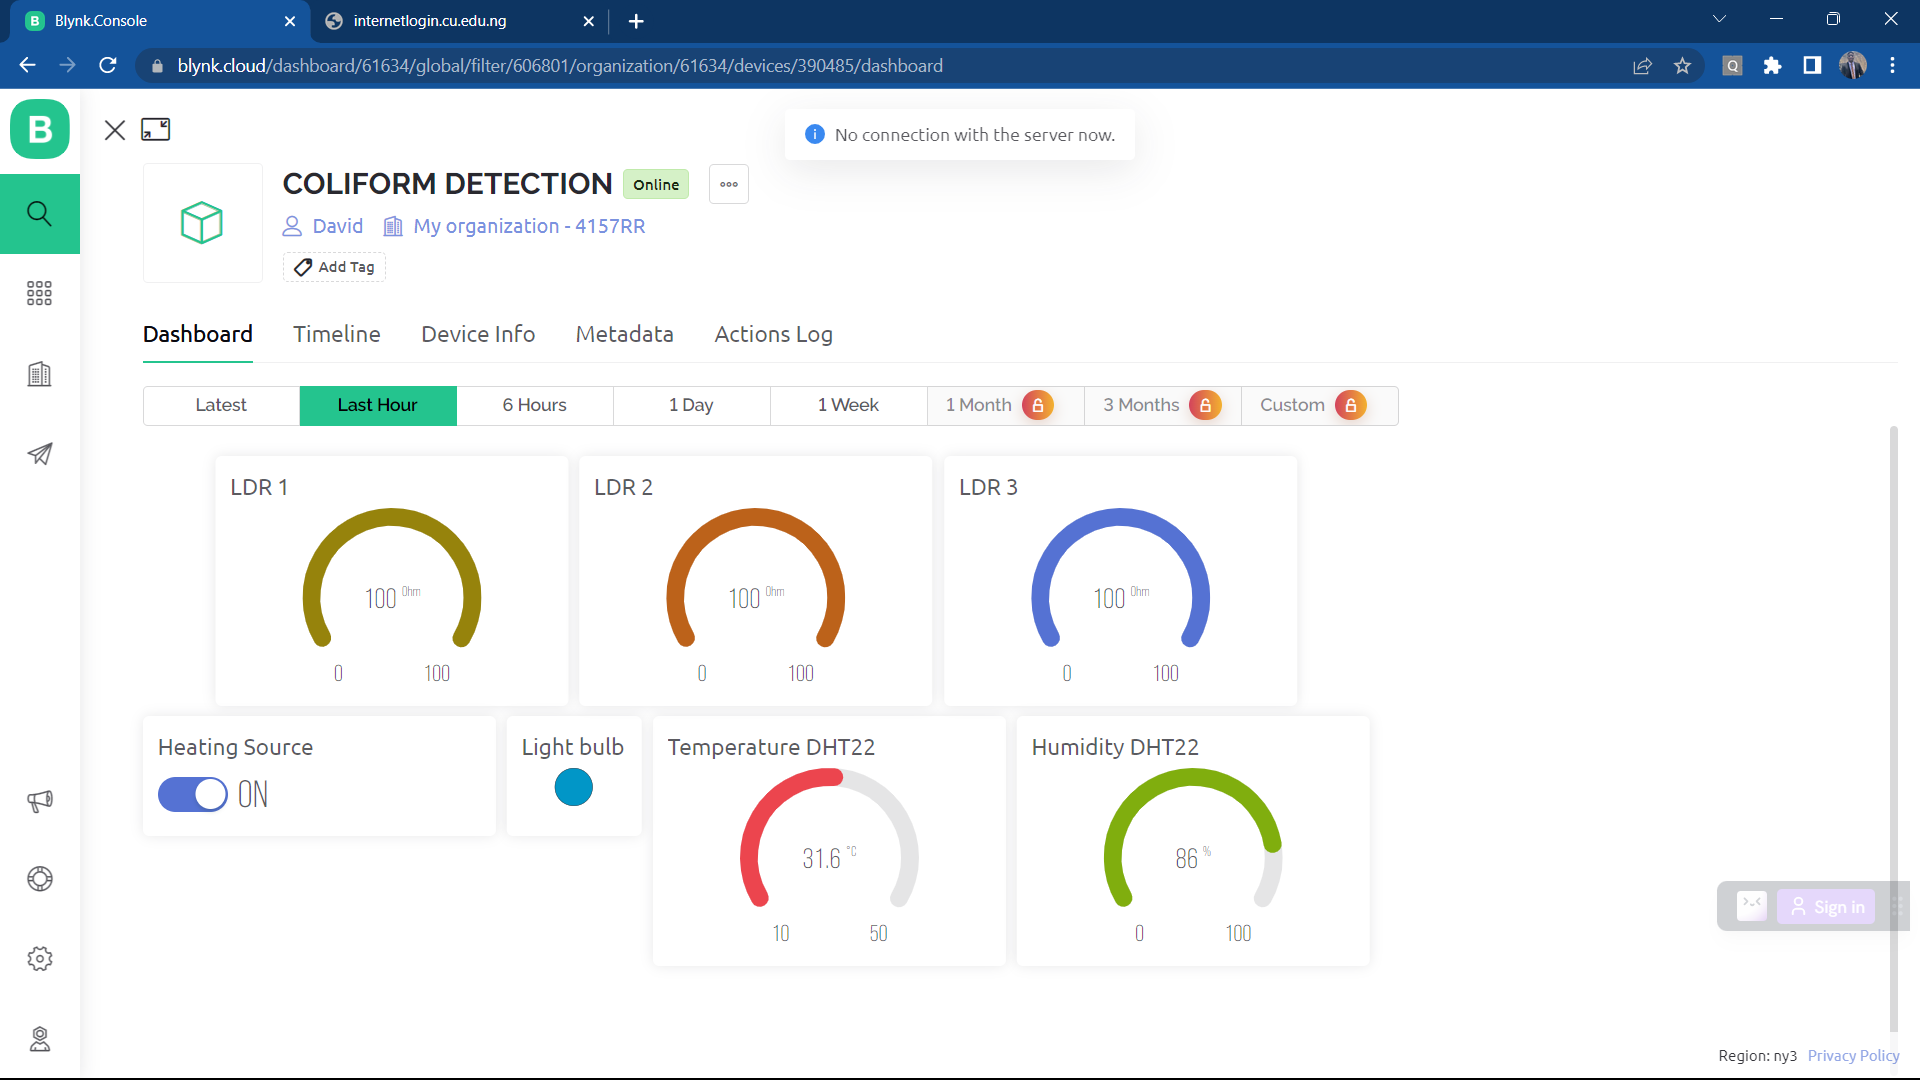 Blynk.Console
internetlogin.cu.edu.ng
blynk.cloud/dashboard/61634/global/filter/606801/organization/61634/devices/390485/dashboard
Q
B
No connection with the server now.
COLIFORM DETECTION Online
David My organization - 4157RR
Add Tag
Dashboard Timeline Device Info Metadata Actions Log
Latest Last Hour 6 Hours 1 Day 1 Week 1 Month 3 Months Custom
LDR 1
100 Ohm
0 100
LDR 2
100 Ohm
0 100
LDR 3
100 Ohm
0 100
Heating Source
ON
Light bulb
Temperature DHT22
31.6 °C
10 50
Humidity DHT22
86 %
0 100
Sign in
Region: ny3 Privacy Policy